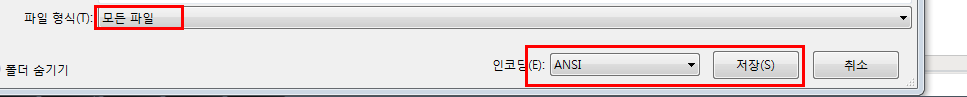 파일 형식(T): 모든 파일
폴더 숨기기 인코딩(E): ANSI 저장(S) 취소